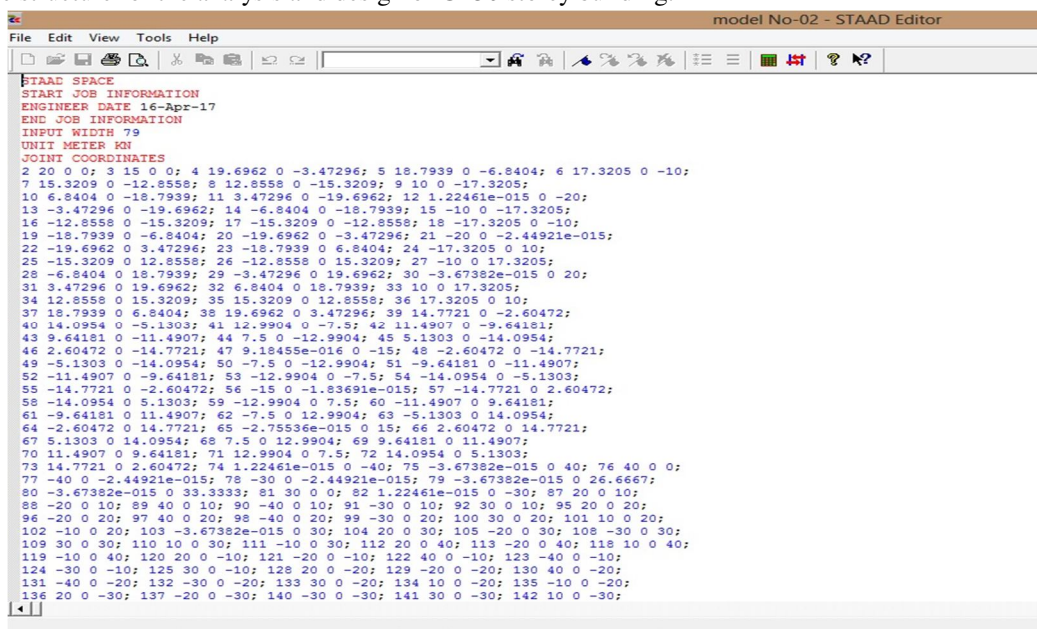 model No-02 - STAAD Editor
File Edit View Tools Help
STAAD SPACE
START JOB INFORMATION
ENGINEER DATE 16-Apr-17
END JOB INFORMATION
INPUT WIDTH 79
UNIT METER KN
JOINT COORDINATES
2 20 0 0; 3 15 0 0; 4 19.6962 0 -3.47296; 5 18.7939 0 -6.8404; 6 17.3205 0 -10;
7 15.3209 0 -12.8558; 8 12.8558 0 -15.3209; 9 10 0 -17.3205;
10 6.8404 0 -18.7939; 11 3.47296 0 -19.6962; 12 1.22461e-015 0 -20;
13 -3.47296 0 -19.6962; 14 -6.8404 0 -18.7939; 15 -10 0 -17.3205;
16 -12.8558 0 -15.3209; 17 -15.3209 0 -12.8558; 18 -17.3205 0 -10;
19 -18.7939 0 -6.8404; 20 -19.6962 0 -3.47296; 21 -20 0 -2.44921e-015;
22 -19.6962 0 3.47296; 23 -18.7939 0 6.8404; 24 -17.3205 0 10;
25 -15.3209 0 12.8558; 26 -12.8558 0 15.3209; 27 -10 0 17.3205;
28 -6.8404 0 18.7939; 29 -3.47296 0 19.6962; 30 -3.67382e-015 0 20;
31 3.47296 0 19.6962; 32 6.8404 0 18.7939; 33 10 0 17.3205;
34 12.8558 0 15.3209; 35 15.3209 0 12.8558; 36 17.3205 0 10;
37 18.7939 0 6.8404; 38 19.6962 0 3.47296; 39 14.7721 0 -2.60472;
40 14.0954 0 -5.1303; 41 12.9904 0 -7.5; 42 11.4907 0 -9.64181;
43 9.64181 0 -11.4907; 44 7.5 0 -12.9904; 45 5.1303 0 -14.0954;
46 2.60472 0 -14.7721; 47 9.18455e-016 0 -15; 48 -2.60472 0 -14.7721;
49 -5.1303 0 -14.0954; 50 -7.5 0 -12.9904; 51 -9.64181 0 -11.4907;
52 -11.4907 0 -9.64181; 53 -12.9904 0 -7.5; 54 -14.0954 0 -5.1303;
55 -14.7721 0 -2.60472; 56 -15 0 -1.83691e-015; 57 -14.7721 0 2.60472;
58 -14.0954 0 5.1303; 59 -12.9904 0 7.5; 60 -11.4907 0 9.64181;
61 -9.64181 0 11.4907; 62 -7.5 0 12.9904; 63 -5.1303 0 14.0954;
64 -2.60472 0 14.7721; 65 -2.75536e-015 0 15; 66 2.60472 0 14.7721;
67 5.1303 0 14.0954; 68 7.5 0 12.9904; 69 9.64181 0 11.4907;
70 11.4907 0 9.64181; 71 12.9904 0 7.5; 72 14.0954 0 5.1303;
73 14.7721 0 2.60472; 74 1.22461e-015 0 -40; 75 -3.67382e-015 0 40; 76 40 0 0;
77 -40 0 -2.44921e-015; 78 -30 0 -2.44921e-015; 79 -3.67382e-015 0 26.6667;
80 -3.67382e-015 0 33.3333; 81 30 0 0; 82 1.22461e-015 0 -30; 87 20 0 10;
88 -20 0 10; 89 40 0 10; 90 -40 0 10; 91 -30 0 10; 92 30 0 10; 95 20 0 20;
96 -20 0 20; 97 40 0 20; 98 -40 0 20; 99 -30 0 20; 100 30 0 20; 101 10 0 20;
102 -10 0 20; 103 -3.67382e-015 0 30; 104 20 0 30; 105 -20 0 30; 108 -30 0 30;
109 30 0 30; 110 10 0 30; 111 -10 0 30; 112 20 0 40; 113 -20 0 40; 118 10 0 40;
119 -10 0 40; 120 20 0 -10; 121 -20 0 -10; 122 40 0 -10; 123 -40 0 -10;
124 -30 0 -10; 125 30 0 -10; 128 20 0 -20; 129 -20 0 -20; 130 40 0 -20;
131 -40 0 -20; 132 -30 0 -20; 133 30 0 -20; 134 10 0 -20; 135 -10 0 -20;
136 20 0 -30; 137 -20 0 -30; 140 -30 0 -30; 141 30 0 -30; 142 10 0 -30;